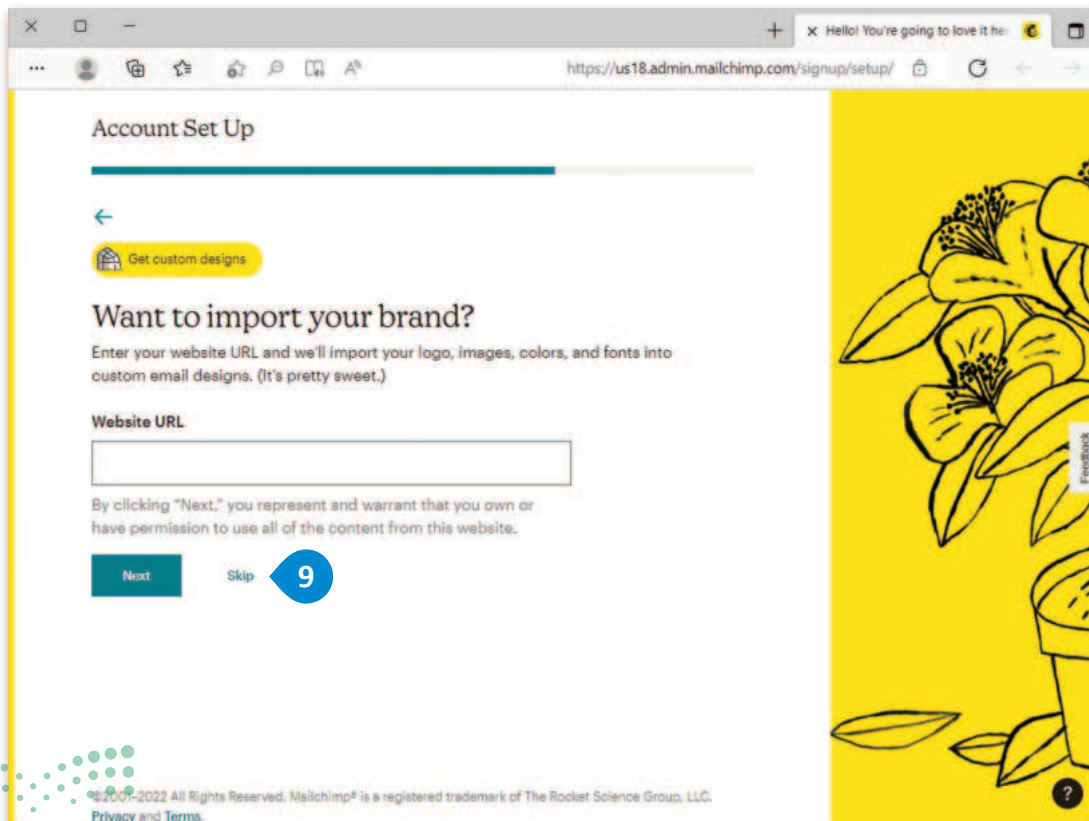 Hello! You're going to love it he
https://us18.admin.mailchimp.com/signup/setup/
Account Set Up
Get custom designs
Want to import your brand?
Enter your website URL and we'll import your logo, images, colors, and fonts into
custom email designs. (It's pretty sweet.)
Website URL
By clicking "Next," you represent and warrant that you own or
have permission to use all of the content from this website.
Next Skip 9
Feedback
?
©2001–2022 All Rights Reserved. Mailchimp® is a registered trademark of The Rocket Science Group, LLC.
Privacy and Terms.